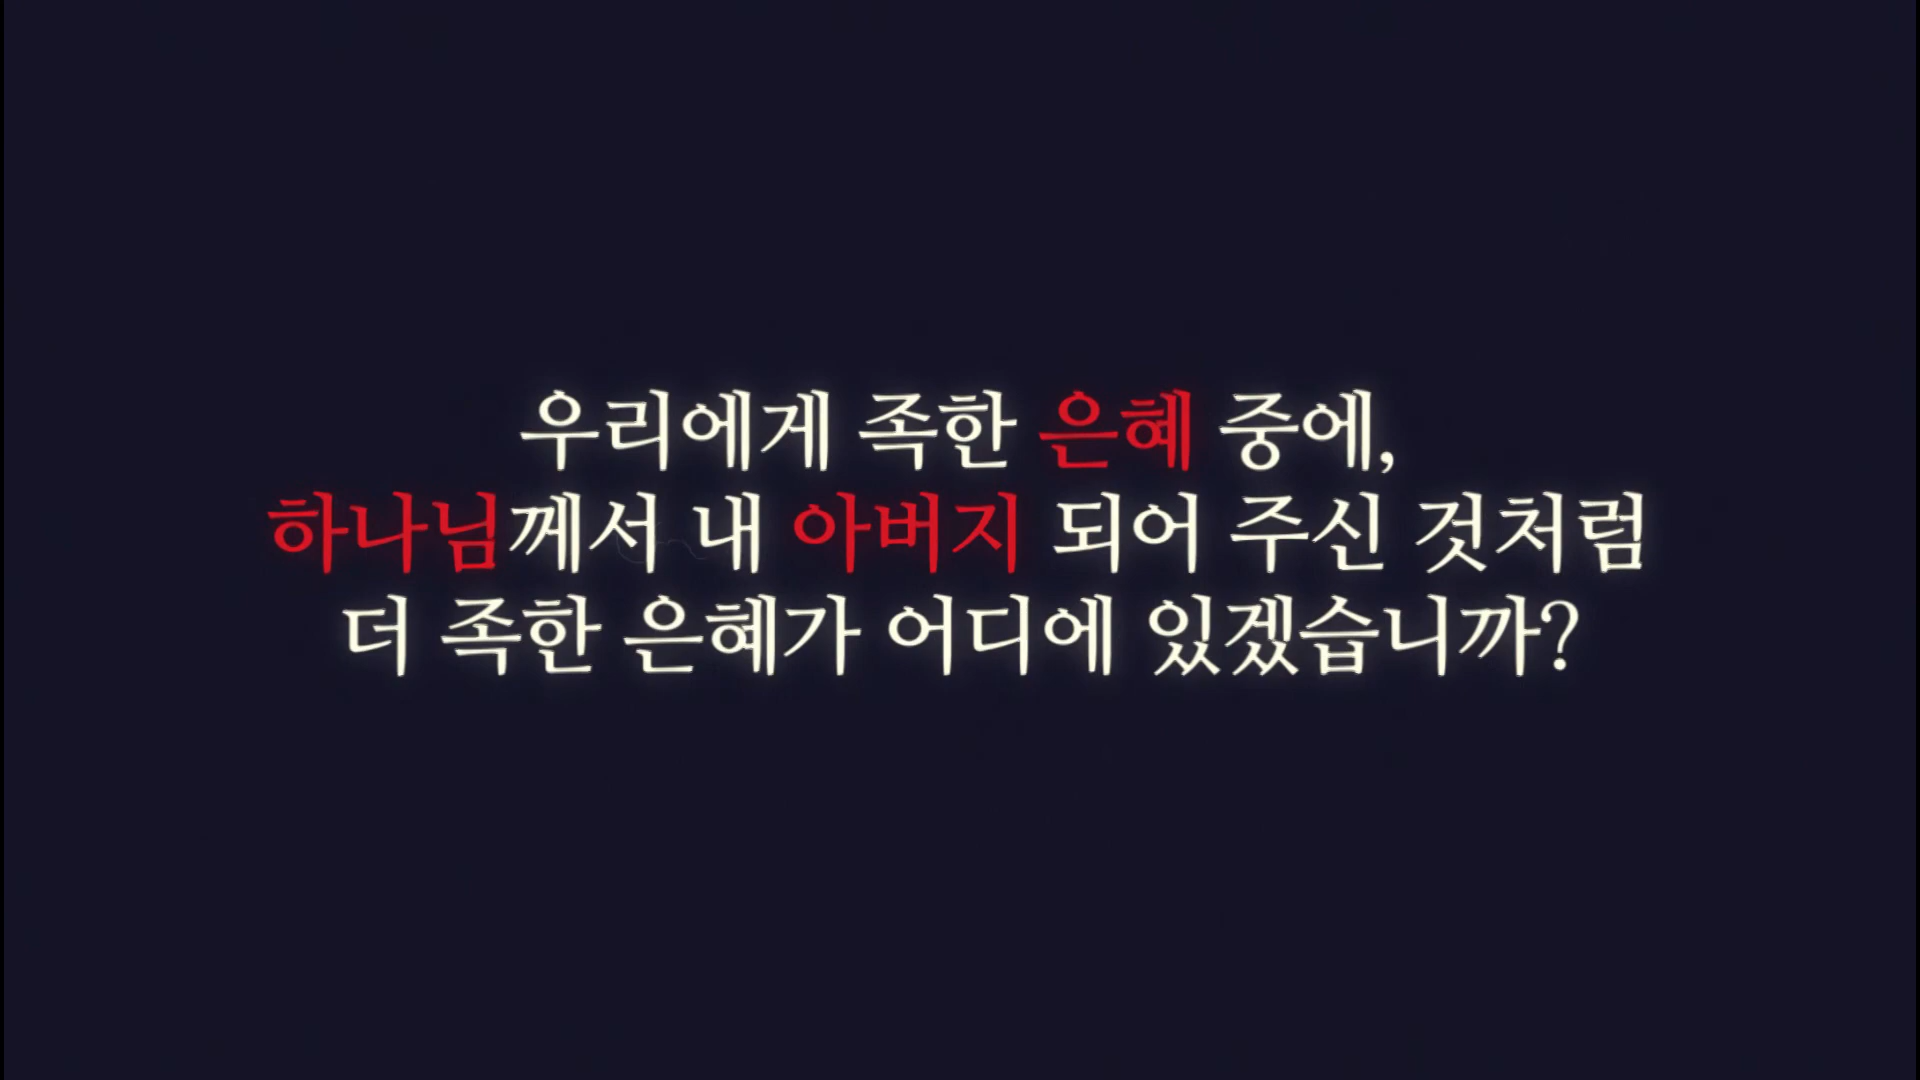 우리에게 족한 은혜 중에,
하나님께서 내 아버지 되어 주신 것처럼
더 족한 은혜가 어디에 있겠습니까?